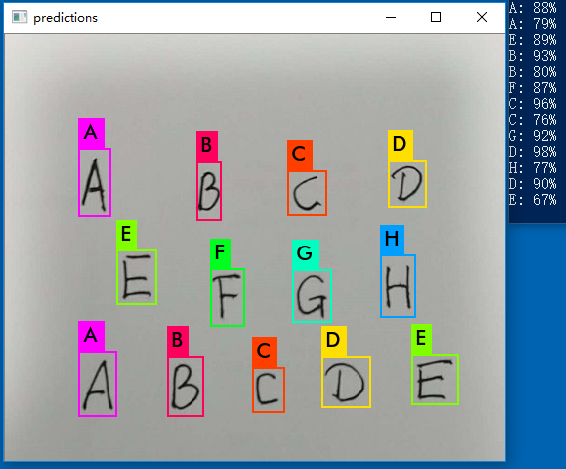 predictions
A B C D
A B C D
E F G H
E F G H
A B C D E
A B C D E
A: 88%
A: 79%
E: 89%
B: 93%
B: 80%
F: 87%
C: 96%
C: 76%
G: 92%
D: 98%
H: 77%
D: 90%
E: 67%